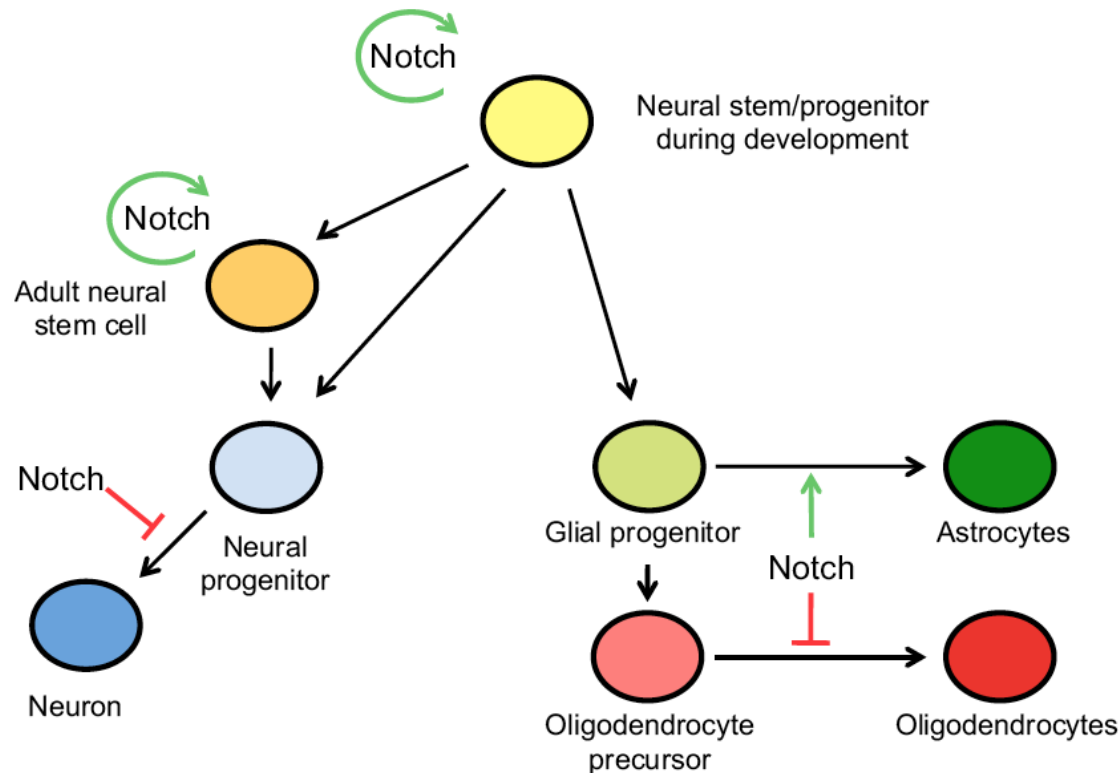 Notch
Neural stem/progenitor
during development
Notch
Adult neural
stem cell
Notch
Neural
progenitor
Neuron
Glial progenitor
Astrocytes
Notch
Oligodendrocyte
precursor
Oligodendrocytes